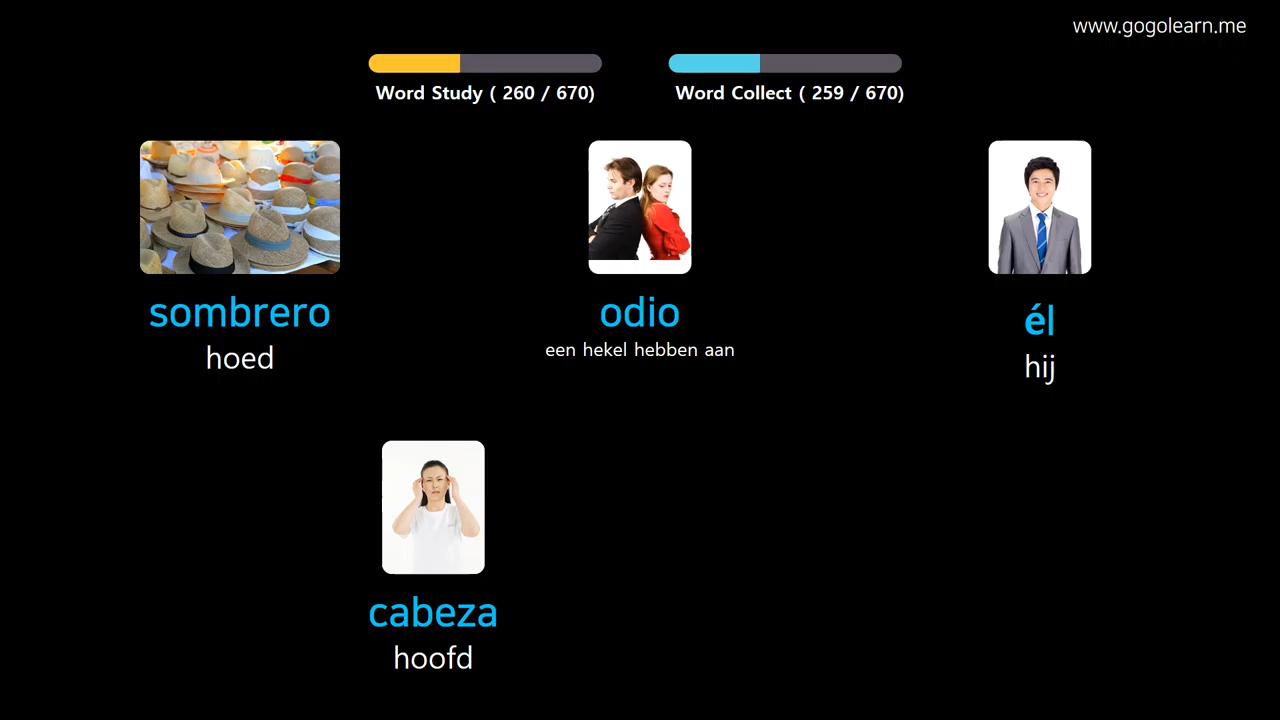 www.gogolearn.me
Word Study ( 260 / 670)
Word Collect ( 259 / 670)
sombrero
hoed
odio
een hekel hebben aan
él
hij
cabeza
hoofd